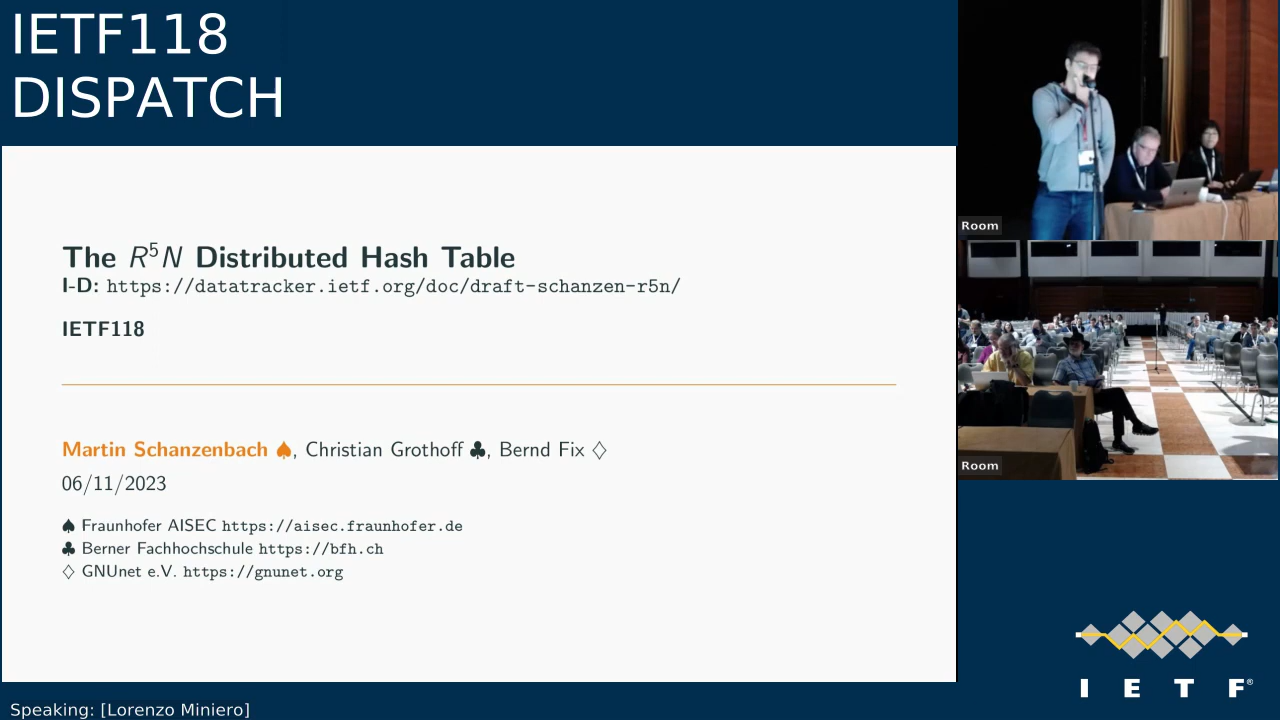 IETF118
DISPATCH
The R⁵N Distributed Hash Table
I-D: https://datatracker.ietf.org/doc/draft-schanzen-r5n/
IETF118
Martin Schanzenbach ♠, Christian Grothoff ♣, Bernd Fix ♢
06/11/2023
♠ Fraunhofer AISEC https://aisec.fraunhofer.de
♣ Berner Fachhochschule https://bfh.ch
♢ GNUnet e.V. https://gnunet.org
Room
Room
I E T F®
Speaking: [Lorenzo Miniero]